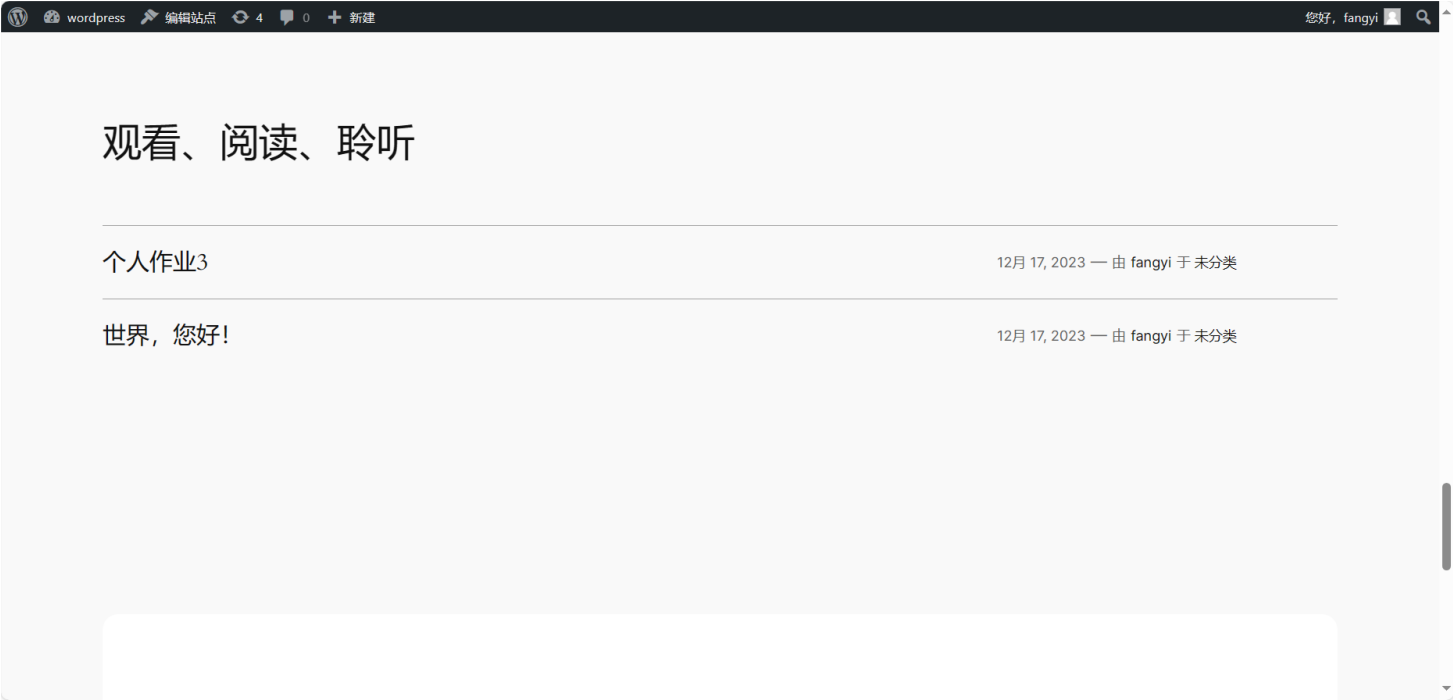 wordpress 编辑站点 4 0 新建 您好，fangyi
观看、阅读、聆听
个人作业3 12月 17, 2023 — 由 fangyi 于 未分类
世界，您好！ 12月 17, 2023 — 由 fangyi 于 未分类